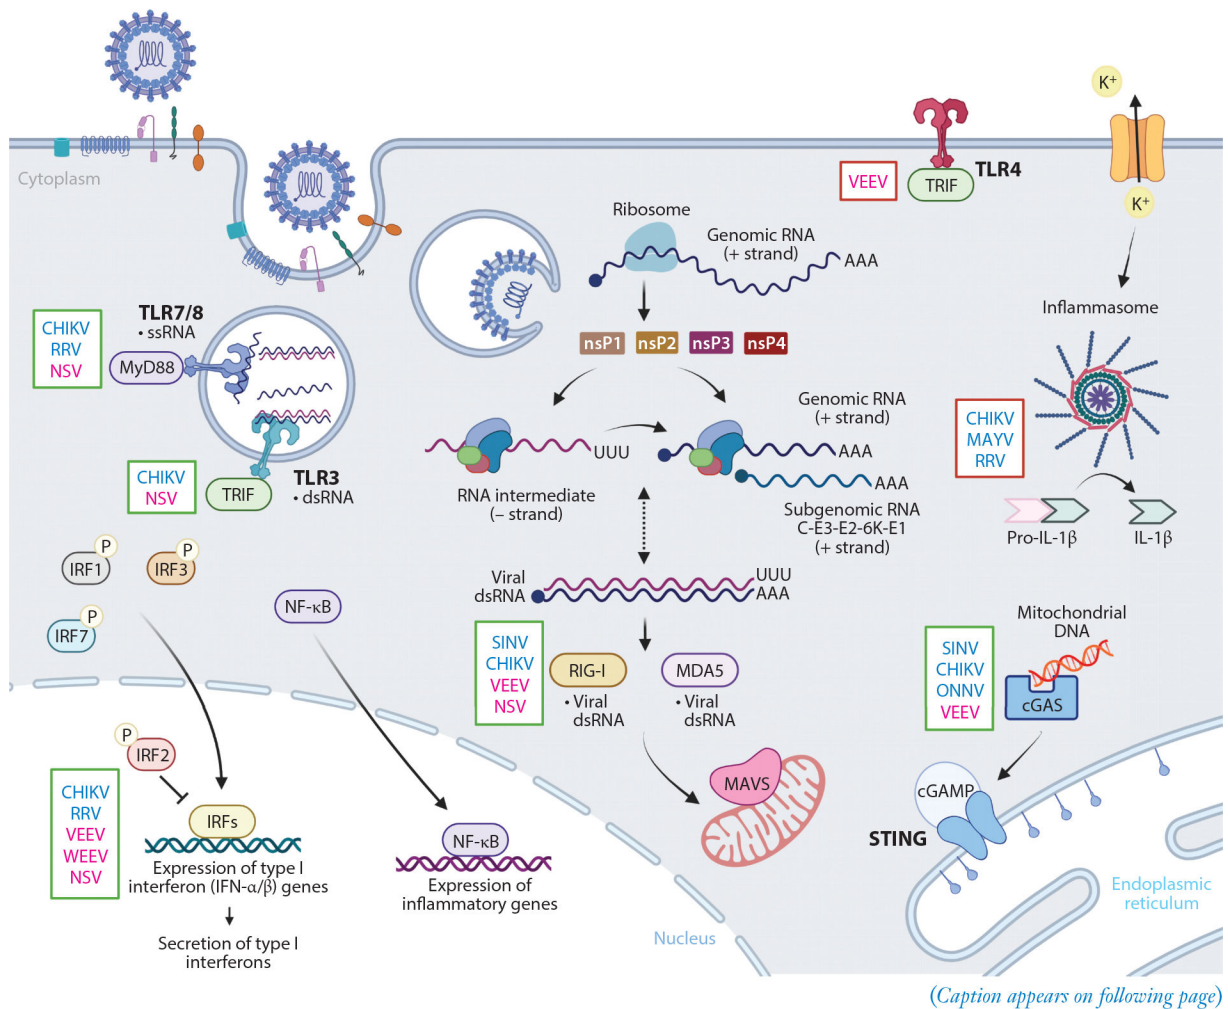 Cytoplasm
K+
K+
TLR4
VEEV
TRIF
Ribosome
Genomic RNA
(+ strand)
AAA
nsP1
nsP2
nsP3
nsP4
TLR7/8
• ssRNA
CHIKV
RRV
NSV
MyD88
TLR3
• dsRNA
CHIKV
NSV
TRIF
UUU
RNA intermediate
(– strand)
Genomic RNA
(+ strand)
AAA
AAA
Subgenomic RNA
C-E3-E2-6K-E1
(+ strand)
Inflammasome
CHIKV
MAYV
RRV
Pro-IL-1β
IL-1β
P
IRF1
P
IRF3
P
IRF7
NF-κB
Viral
dsRNA
UUU
AAA
SINV
CHIKV
VEEV
NSV
RIG-I
• Viral
dsRNA
MDA5
• Viral
dsRNA
MAVS
Mitochondrial
DNA
SINV
CHIKV
ONNV
VEEV
cGAS
cGAMP
STING
Endoplasmic
reticulum
P
IRF2
CHIKV
RRV
VEEV
WEEV
NSV
IRFs
Expression of type I
interferon (IFN-α/β) genes
Secretion of type I
interferons
NF-κB
Expression of
inflammatory genes
Nucleus
(Caption appears on following page)